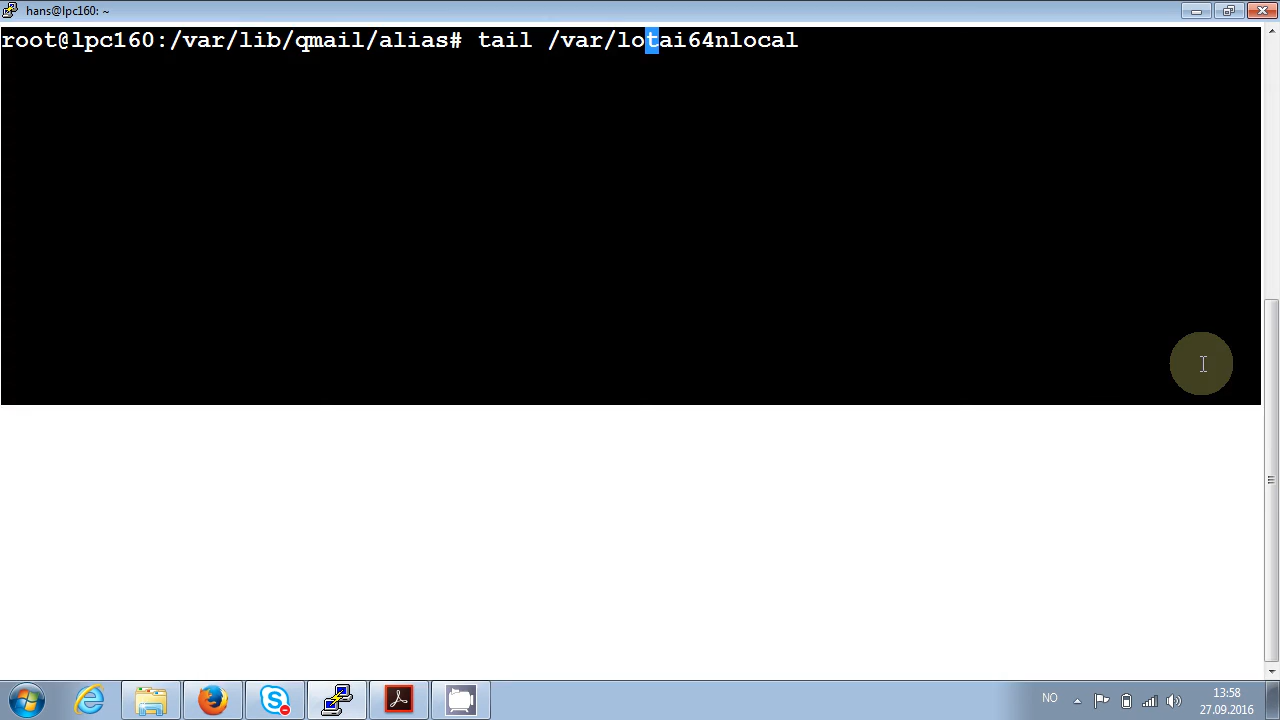 hans@lpc160: ~
root@lpc160:/var/lib/qmail/alias# tail /var/lotai64nlocal
NO
13:58
27.09.2016